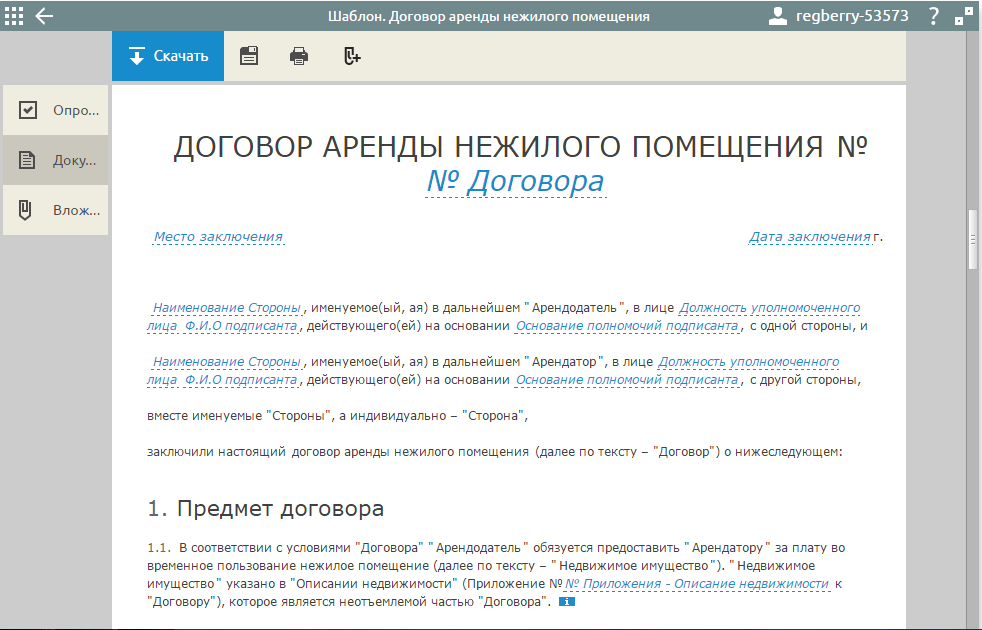 Шаблон. Договор аренды нежилого помещения
regberry-53573
?
Скачать
Опро...
Доку...
Влож...
ДОГОВОР АРЕНДЫ НЕЖИЛОГО ПОМЕЩЕНИЯ №
№ Договора
Место заключения Дата заключения г.
Наименование Стороны, именуемое(ый, ая) в дальнейшем "Арендодатель", в лице Должность уполномоченного
лица Ф.И.О подписанта, действующего(ей) на основании Основание полномочий подписанта, с одной стороны, и
Наименование Стороны, именуемое(ый, ая) в дальнейшем "Арендатор", в лице Должность уполномоченного
лица Ф.И.О подписанта, действующего(ей) на основании Основание полномочий подписанта, с другой стороны,
вместе именуемые "Стороны", а индивидуально – "Сторона",
заключили настоящий договор аренды нежилого помещения (далее по тексту – "Договор") о нижеследующем:
1. Предмет договора
1.1. В соответствии с условиями "Договора" "Арендодатель" обязуется предоставить "Арендатору" за плату во
временное пользование нежилое помещение (далее по тексту – "Недвижимое имущество"). "Недвижимое
имущество" указано в "Описании недвижимости" (Приложение №№ Приложения - Описание недвижимости к
"Договору"), которое является неотъемлемой частью "Договора". i